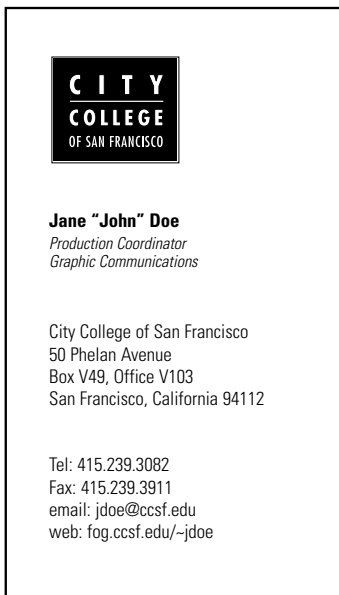 CITY
COLLEGE
OF SAN FRANCISCO
Jane “John” Doe
Production Coordinator
Graphic Communications
City College of San Francisco
50 Phelan Avenue
Box V49, Office V103
San Francisco, California 94112
Tel: 415.239.3082
Fax: 415.239.3911
email: jdoe@ccsf.edu
web: fog.ccsf.edu/~jdoe